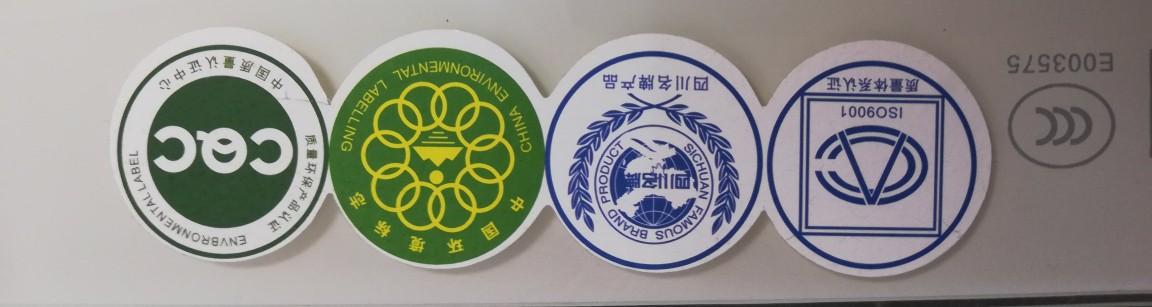 E003575
CCC
ISO9001
质量体系认证
SICHUAN FAMOUS BRAND PRODUCT
四川名牌
四川名牌产品
中国环境标志
CHINA ENVIRONMENTAL LABELLING
质量环保产品认证
ENVBRONMENTAL LABEL
CQC
中国质量认证中心